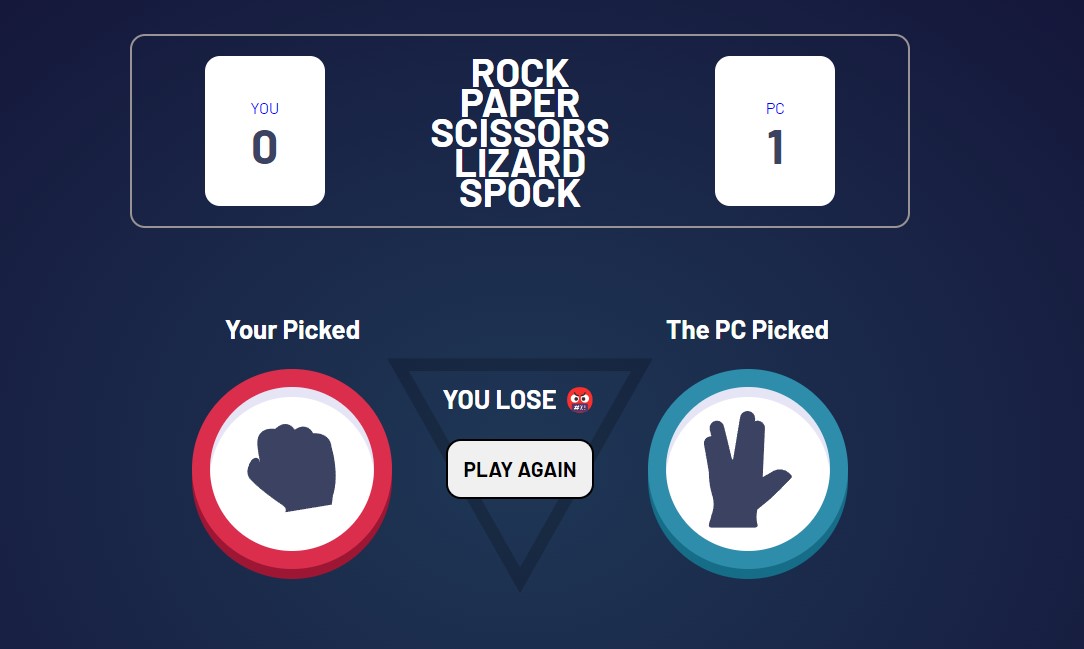 YOU
0
ROCK
PAPER
SCISSORS
LIZARD
SPOCK
PC
1
Your Picked
The PC Picked
YOU LOSE 🤬
PLAY AGAIN